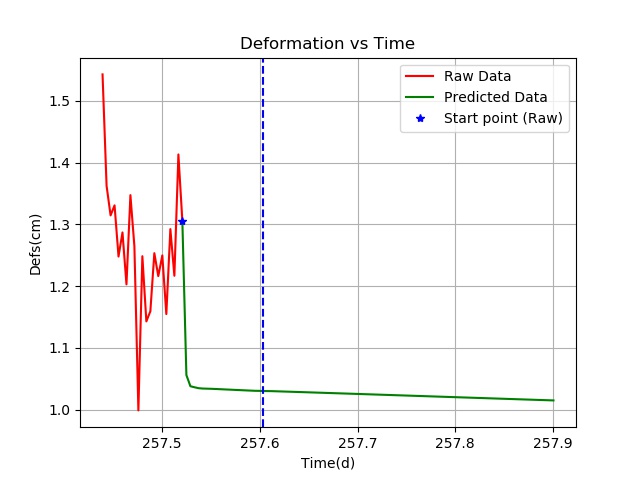 Deformation vs Time
Raw Data
Predicted Data
Start point (Raw)
Defs(cm)
1.5
1.4
1.3
1.2
1.1
1.0
257.5 257.6 257.7 257.8 257.9
Time(d)